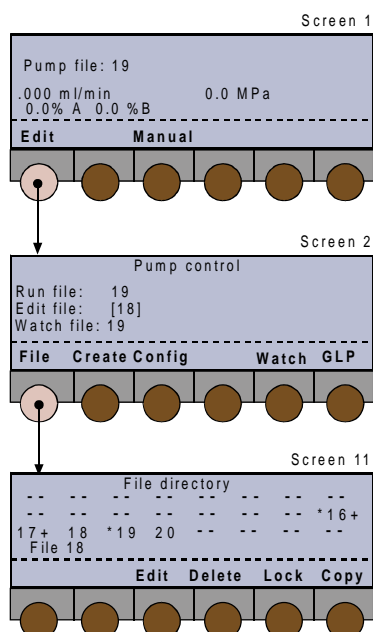 Screen 1
Pump file: 19
.000 ml/min 0.0 MPa
0.0% A 0.0 %B
Edit Manual
Screen 2
Pump control
Run file: 19
Edit file: [18]
Watch file: 19
File Create Config Watch GLP
Screen 11
File directory
-- -- -- -- -- -- -- --
-- -- -- -- -- -- -- *16+
17+ 18 *19 20 -- -- -- --
File 18
Edit Delete Lock Copy